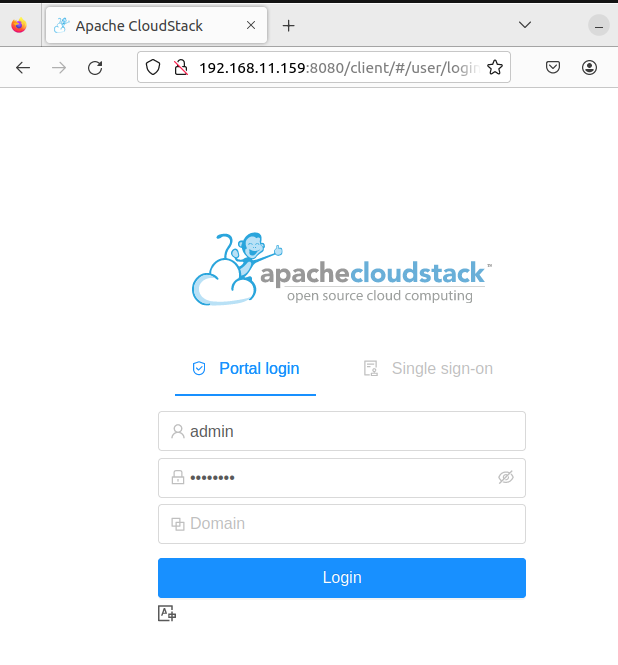 Apache CloudStack
192.168.11.159:8080/client/#/user/login
apachecloudstack™
open source cloud computing
Portal login Single sign-on
admin
••••••••
Domain
Login